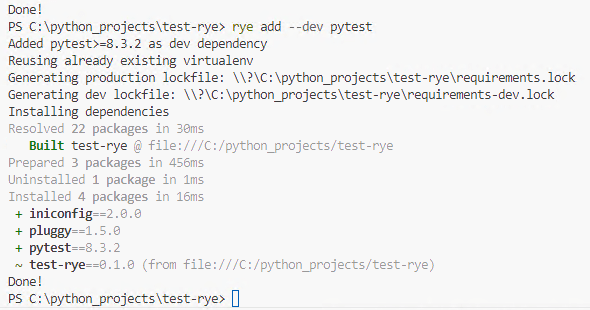 Done!
PS C:\python_projects\test-rye> rye add --dev pytest
Added pytest>=8.3.2 as dev dependency
Reusing already existing virtualenv
Generating production lockfile: \\?\C:\python_projects\test-rye\requirements.lock
Generating dev lockfile: \\?\C:\python_projects\test-rye\requirements-dev.lock
Installing dependencies
Resolved 22 packages in 30ms
   Built test-rye @ file:///C:/python_projects/test-rye
Prepared 3 packages in 456ms
Uninstalled 1 package in 1ms
Installed 4 packages in 16ms
 + iniconfig==2.0.0
 + pluggy==1.5.0
 + pytest==8.3.2
 ~ test-rye==0.1.0 (from file:///C:/python_projects/test-rye)
Done!
PS C:\python_projects\test-rye>